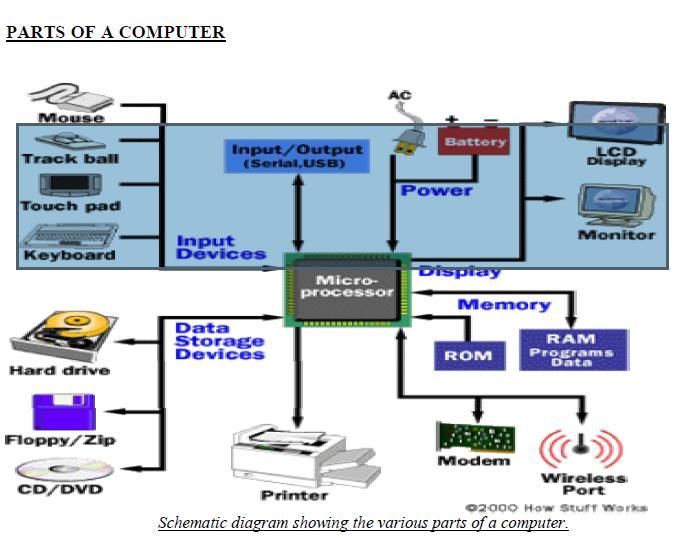 PARTS OF A COMPUTER
AC
Mouse
Track ball
Touch pad
Keyboard
Input
Devices
Input/Output
(Serial,USB)
+ −
Battery
Power
LCD
Display
Monitor
Display
Micro-
processor
Memory
ROM
RAM
Programs
Data
Data
Storage
Devices
Hard drive
Floppy/Zip
CD/DVD
Printer
Modem
Wireless
Port
©2000 How Stuff Works
Schematic diagram showing the various parts of a computer.